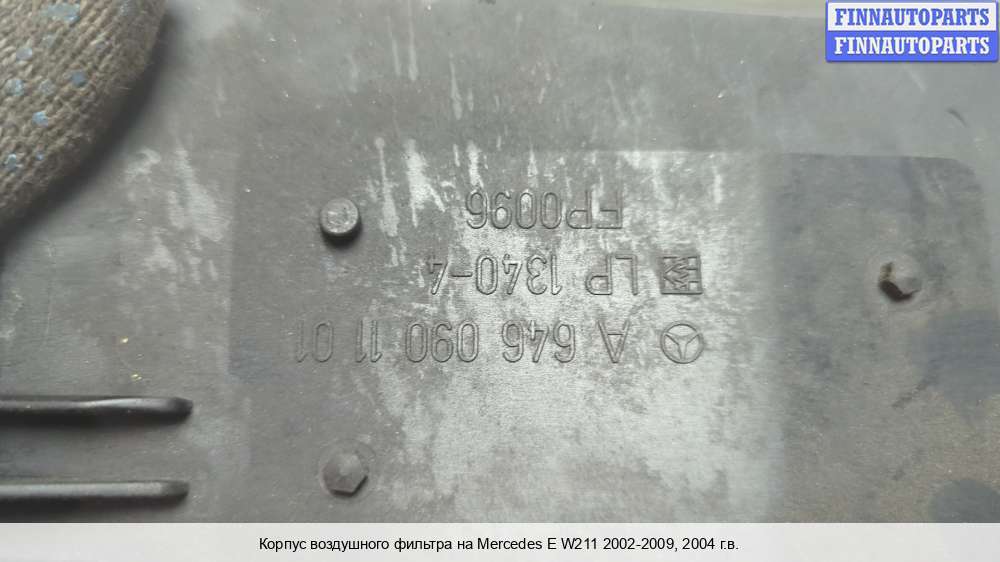 FINNAUTOPARTS
FINNAUTOPARTS
A 646 090 11 01
LP 1340-4
FP0096
Корпус воздушного фильтра на Mercedes E W211 2002-2009, 2004 г.в.